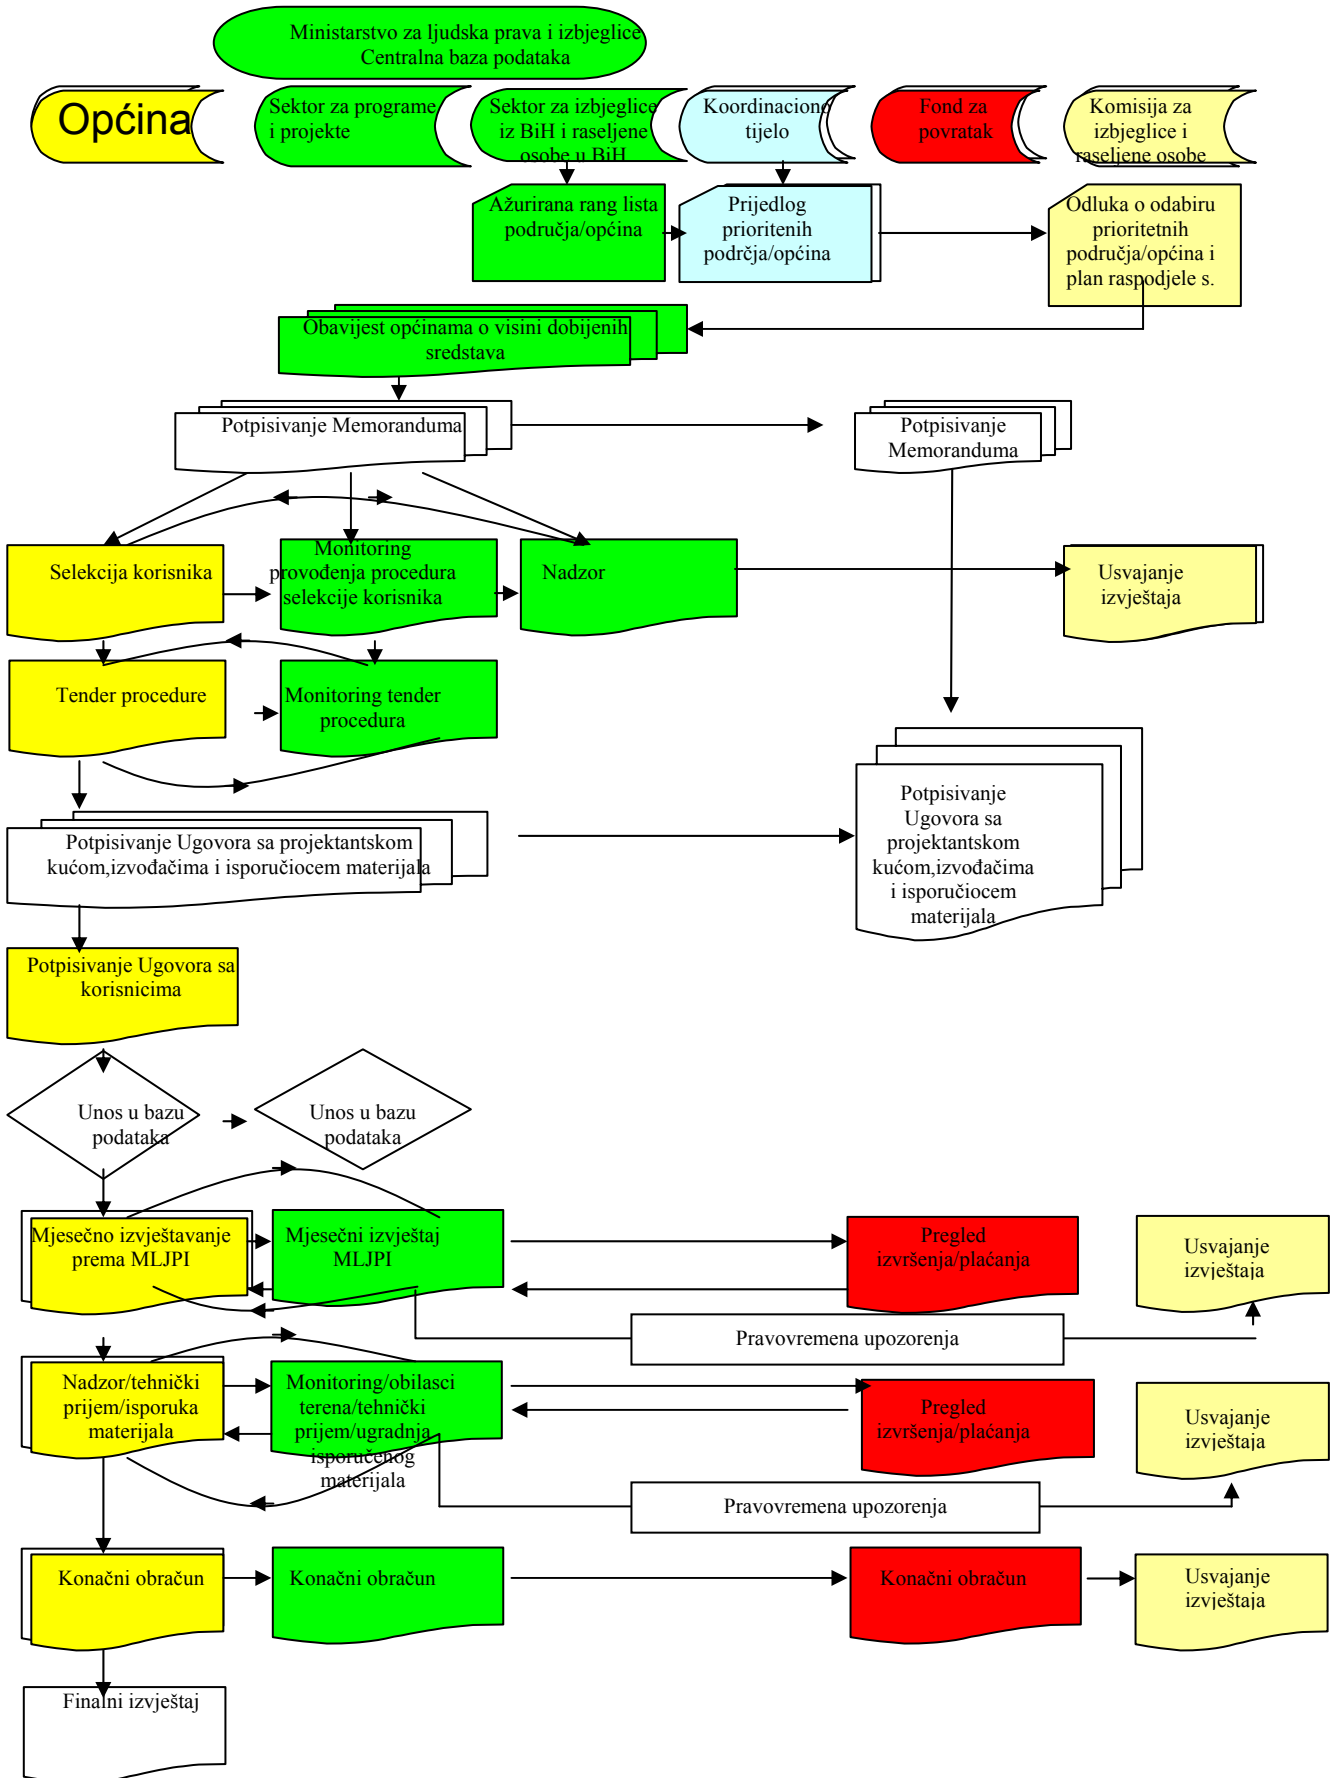 Ministarstvo za ljudska prava i izbjeglice
Centralna baza podataka
Općina
Sektor za programe
i projekte
Sektor za izbjeglice
iz BiH i raseljene
osobe u BiH
Koordinaciono
tijelo
Fond za
povratak
Komisija za
izbjeglice i
raseljene osobe
Ažurirana rang lista
područja/općina
Prijedlog
prioritenih
podrčja/općina
Odluka o odabiru
prioritetnih
područja/općina i
plan raspodjele s.
Obavijest općinama o visini dobijenih
sredstava
Potpisivanje Memoranduma
Potpisivanje
Memoranduma
Selekcija korisnika
Monitoring
provođenja procedura
selekcije korisnika
Nadzor
Usvajanje
izvještaja
Tender procedure
Monitoring tender
procedura
Potpisivanje Ugovora sa projektantskom
kućom,izvođačima i isporučiocem materijala
Potpisivanje
Ugovora sa
projektantskom
kućom,izvođačima
i isporučiocem
materijala
Potpisivanje Ugovora sa
korisnicima
Unos u bazu
podataka
Unos u bazu
podataka
Mjesečno izvještavanje
prema MLJPI
Mjesečni izvještaj
MLJPI
Pregled
izvršenja/plaćanja
Usvajanje
izvještaja
Pravovremena upozorenja
Nadzor/tehnički
prijem/isporuka
materijala
Monitoring/obilasci
terena/tehnički
prijem/ugradnja
isporučenog
materijala
Pregled
izvršenja/plaćanja
Usvajanje
izvještaja
Pravovremena upozorenja
Konačni obračun
Konačni obračun
Konačni obračun
Usvajanje
izvještaja
Finalni izvještaj